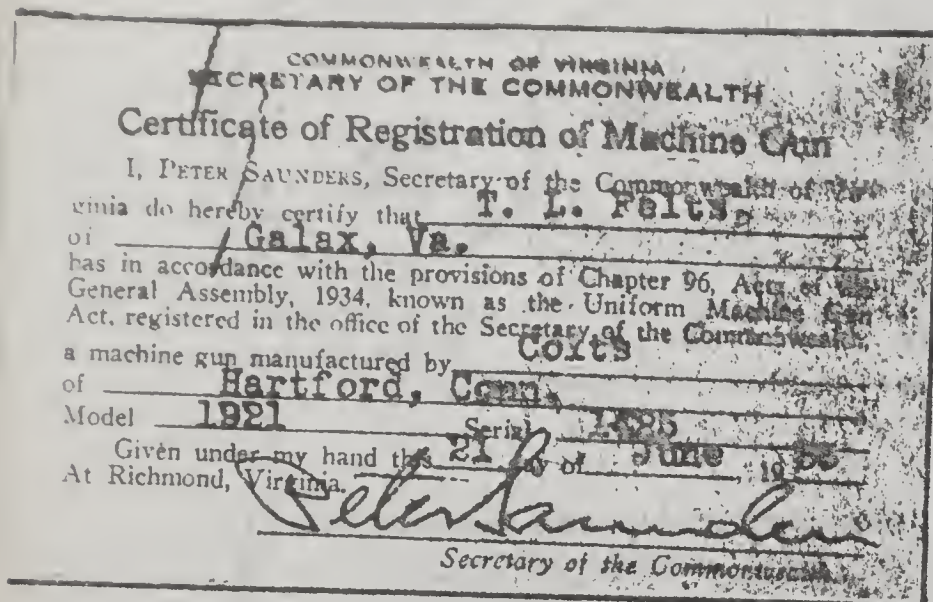 COMMONWEALTH OF VIRGINIA
SECRETARY OF THE COMMONWEALTH
Certificate of Registration of Machine Gun
I, PETER SAUNDERS, Secretary of the Commonwealth of Vir-
ginia do hereby certify that T. L. Felts,
of Galax, Va.
has in accordance with the provisions of Chapter 96, Acts of
General Assembly, 1934, known as the Uniform Machine Gun
Act, registered in the office of the Secretary of the Commonwealth
a machine gun manufactured by Colts
of Hartford, Conn.
Model 1921 Serial
Given under my hand this 21 day of June 19
At Richmond, Virginia.
Peter Saunders
Secretary of the Commonwealth